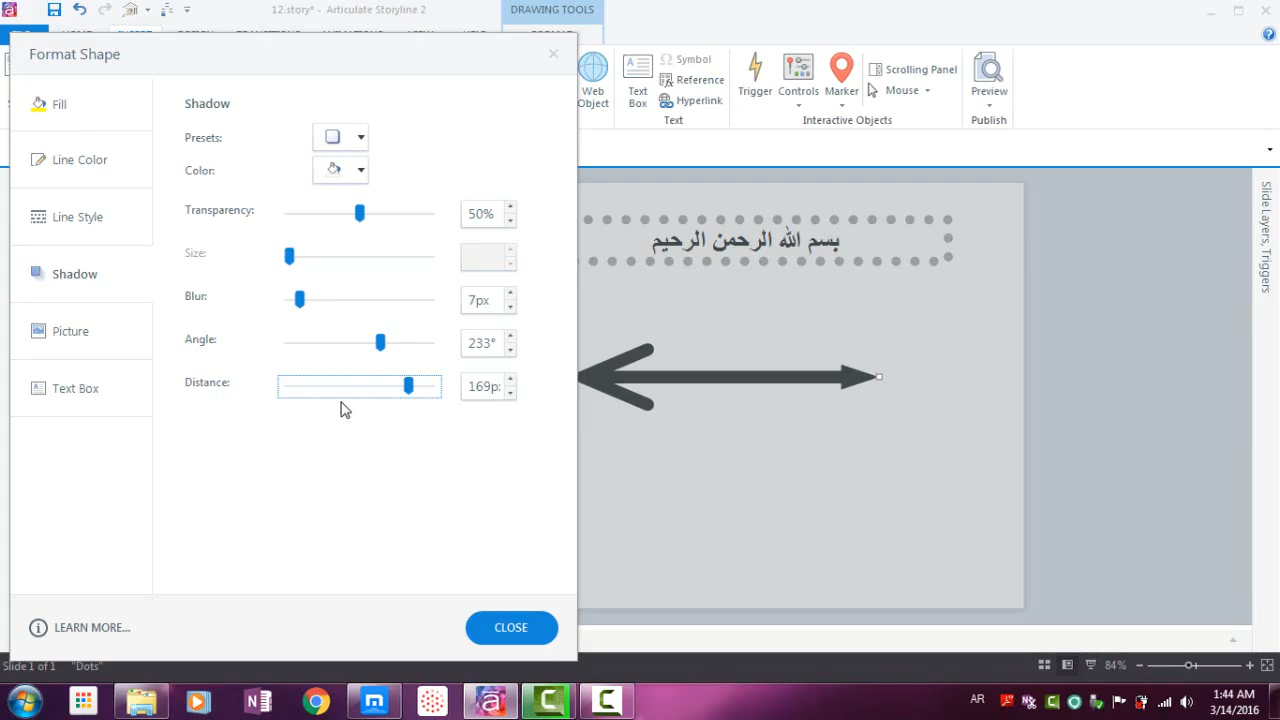 12.story* - Articulate Storyline 2
DRAWING TOOLS
Format Shape
Fill
Line Color
Line Style
Shadow
Picture
Text Box
Shadow
Presets:
Color:
Transparency:
50%
Size:
Blur:
7px
Angle:
233°
Distance:
169p:
LEARN MORE...
CLOSE
Web
Object
Text
Box
Symbol
Reference
Hyperlink
Text
Trigger
Controls
Marker
Scrolling Panel
Mouse
Interactive Objects
Preview
Publish
بسم الله الرحمن الرحيم
Slide Layers, Triggers
Slide 1 of 1
"Dots"
84%
AR
1:44 AM
3/14/2016